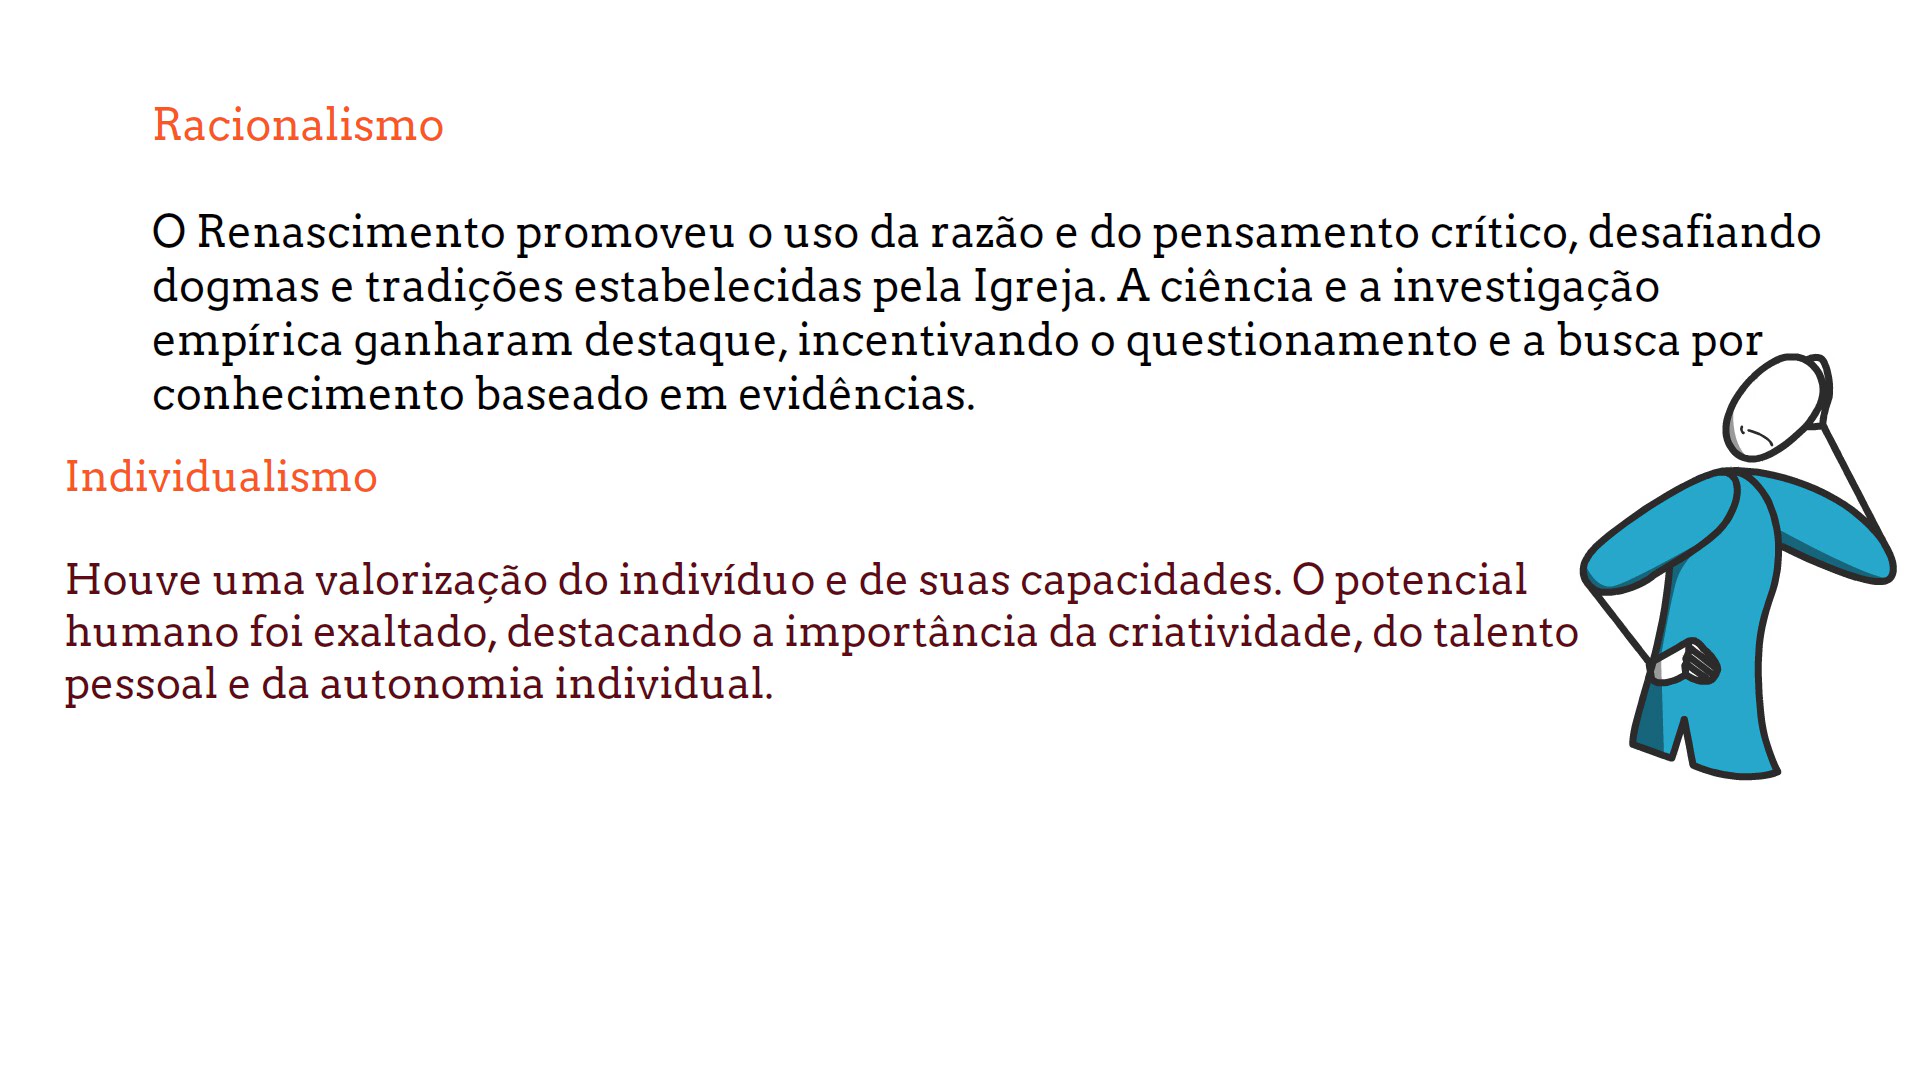 Racionalismo
O Renascimento promoveu o uso da razão e do pensamento crítico, desafiando
dogmas e tradições estabelecidas pela Igreja. A ciência e a investigação
empírica ganharam destaque, incentivando o questionamento e a busca por
conhecimento baseado em evidências.
Individualismo
Houve uma valorização do indivíduo e de suas capacidades. O potencial
humano foi exaltado, destacando a importância da criatividade, do talento
pessoal e da autonomia individual.